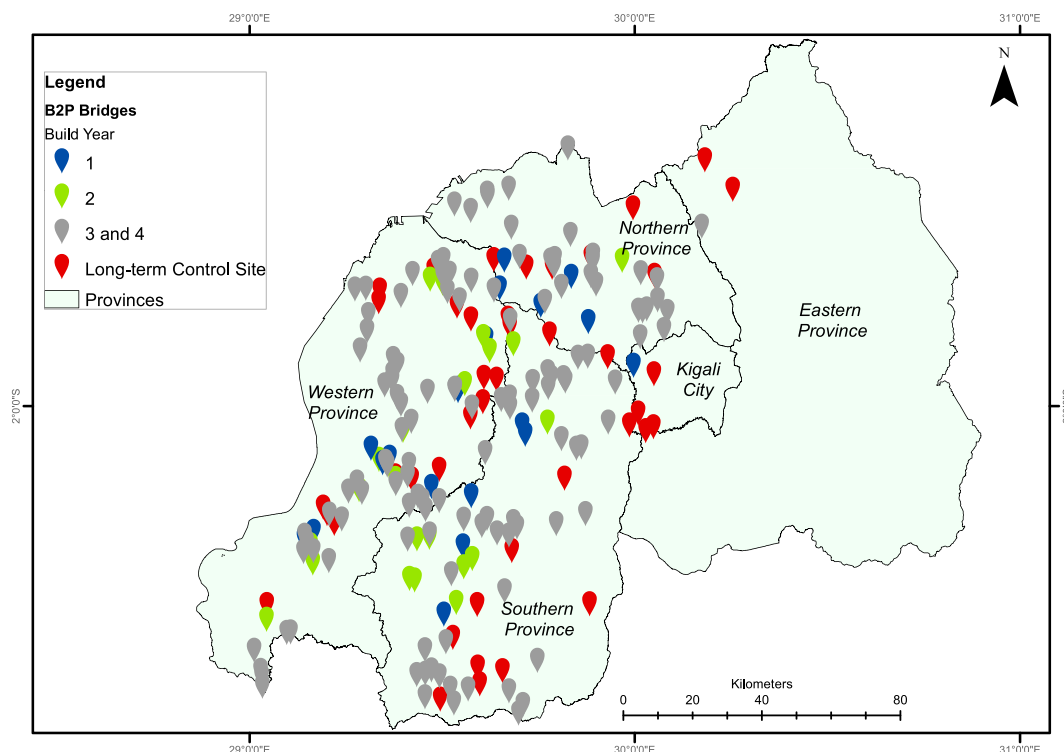 29°0'0"E
30°0'0"E
31°0'0"E
N
Legend
B2P Bridges
Build Year
1
2
3 and 4
Long-term Control Site
Provinces
Northern
Province
Eastern
Province
Kigali
City
Western
Province
2°0'0"S
Southern
Province
Kilometers
0
20
40
60
80
29°0'0"E
30°0'0"E
31°0'0"E